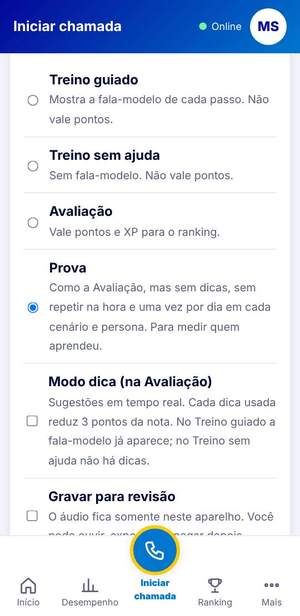 Iniciar chamada
Online
MS
Treino guiado
Mostra a fala-modelo de cada passo. Não
vale pontos.
Treino sem ajuda
Sem fala-modelo. Não vale pontos.
Avaliação
Vale pontos e XP para o ranking.
Prova
Como a Avaliação, mas sem dicas, sem
repetir na hora e uma vez por dia em cada
cenário e persona. Para medir quem
aprendeu.
Modo dica (na Avaliação)
Sugestões em tempo real. Cada dica usada
reduz 3 pontos da nota. No Treino guiado a
fala-modelo já aparece; no Treino sem
ajuda não há dicas.
Gravar para revisão
O áudio fica somente neste aparelho. Você
pode ouvir, depois
Início
Desempenho
Iniciar
chamada
Ranking
Mais